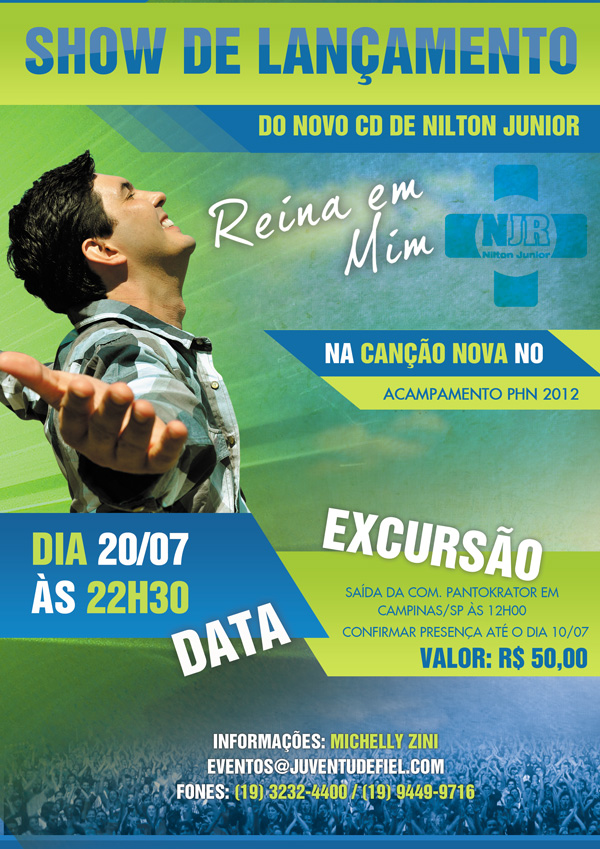 SHOW DE LANÇAMENTO
DO NOVO CD DE NILTON JUNIOR
Reina em
Mim
NJR
Nilton Junior
NA CANÇÃO NOVA NO
ACAMPAMENTO PHN 2012
DIA 20/07
ÀS 22H30
DATA
EXCURSÃO
SAÍDA DA COM. PANTOKRATOR EM
CAMPINAS/SP ÀS 12H00
CONFIRMAR PRESENÇA ATÉ O DIA 10/07
VALOR: R$ 50,00
INFORMAÇÕES: MICHELLY ZINI
EVENTOS@JUVENTUDEFIEL.COM
FONES: (19) 3232-4400 / (19) 9449-9716